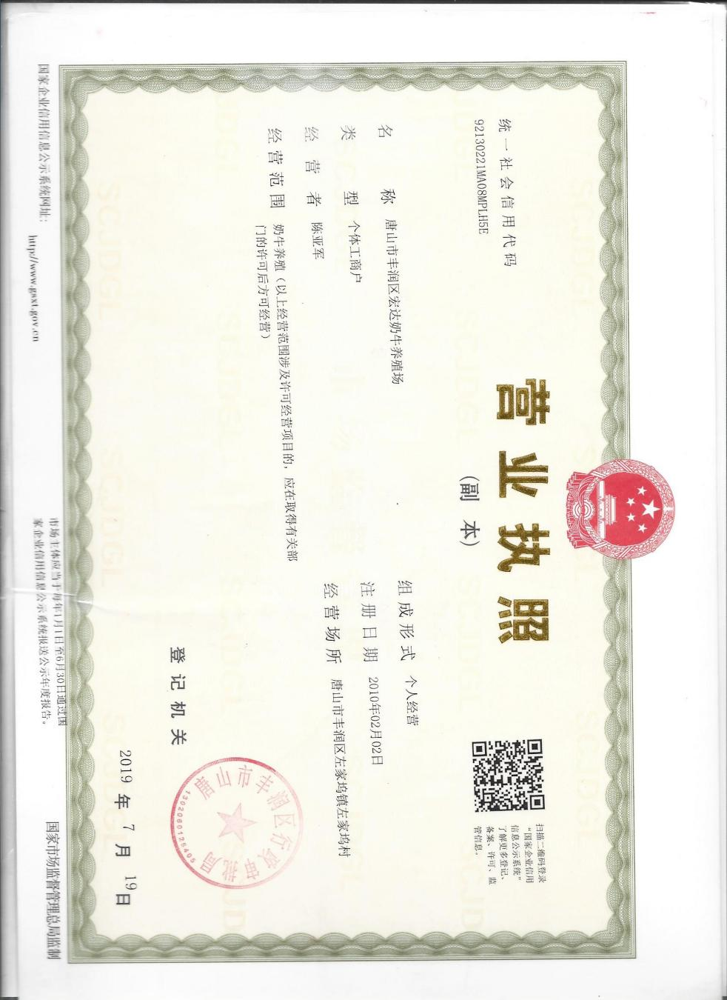 营业执照
(副 本)
统一社会信用代码
92130221MA08MPLH5E
扫描二维码登录
“国家企业信用
信息公示系统”
了解更多登记、
备案、许可、监
管信息。
名 称 唐山市丰润区宏达奶牛养殖场
类 型 个体工商户
经 营 者 陈亚军
经 营 范 围 奶牛养殖（以上经营范围涉及许可经营项目的，应在取得有关部
门的许可后方可经营）
组 成 形 式 个人经营
注 册 日 期 2010年02月02日
经 营 场 所 唐山市丰润区左家坞镇左家坞村
登 记 机 关
唐山市丰润区行政审批局
1302060125405
2019 年 7 月 19 日
国家企业信用信息公示系统网址：
http://www.gsxt.gov.cn
市场主体应当于每年1月1日至6月30日通过国
家企业信用信息公示系统报送公示年度报告。
国家市场监督管理总局监制